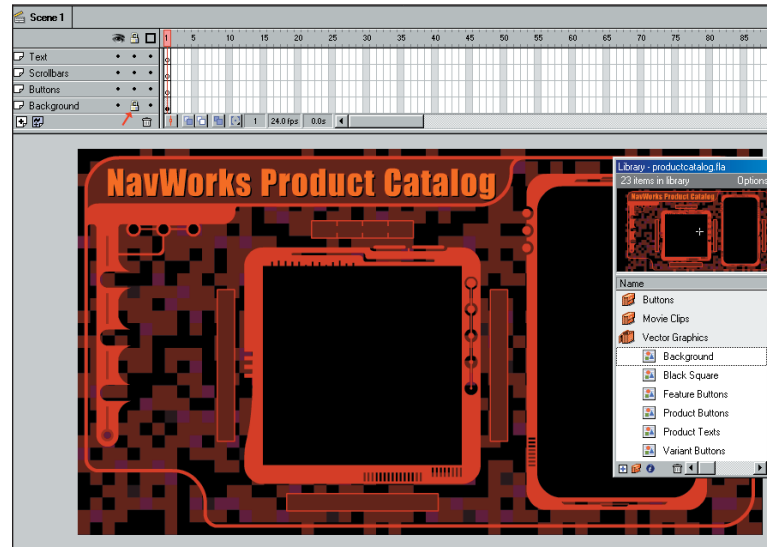 Scene 1
1 5 10 15 20 25 30 35 40 45 50 55 60 65 70 75 80 85
Text
Scrollbars
Buttons
Background
1 24.0 fps 0.0s
NavWorks Product Catalog
Library - productcatalog.fla
23 items in library Options
NavWorks Product Catalog
Name
Buttons
Movie Clips
Vector Graphics
Background
Black Square
Feature Buttons
Product Buttons
Product Texts
Variant Buttons